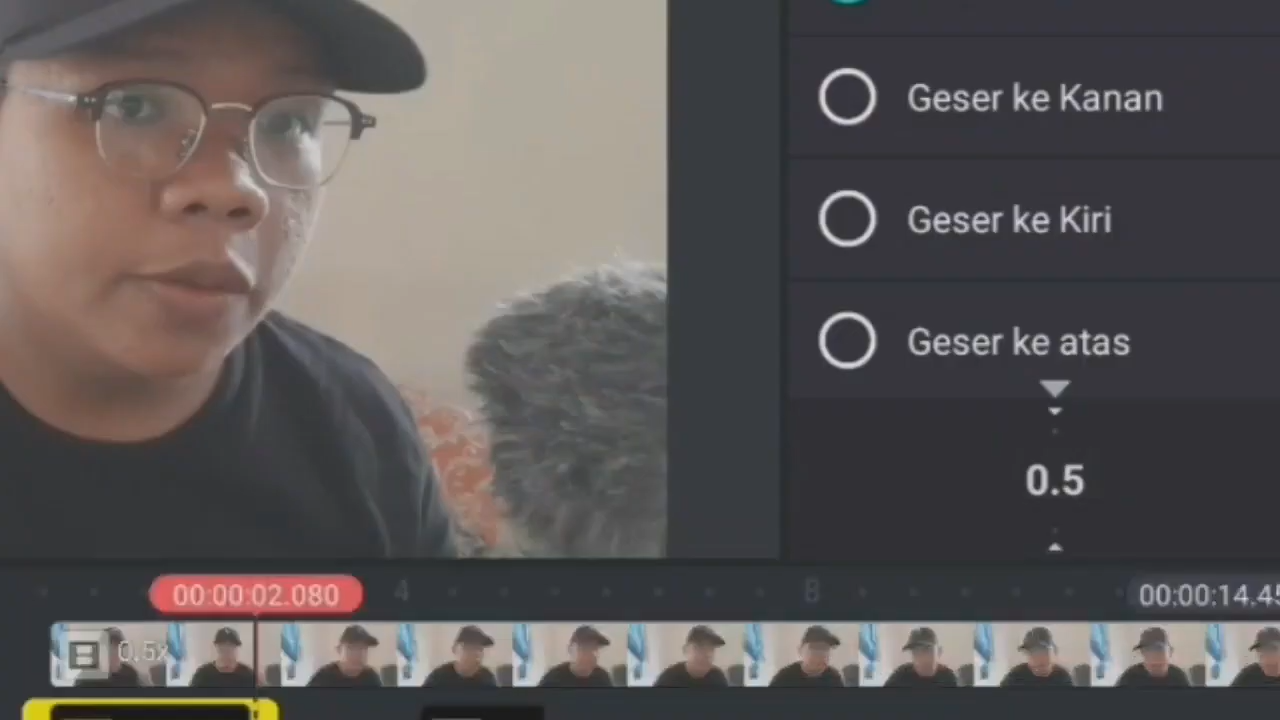 Geser ke Kanan
Geser ke Kiri
Geser ke atas
0.5
00:00:02.080
4
8
00:00:14.45
0.5x